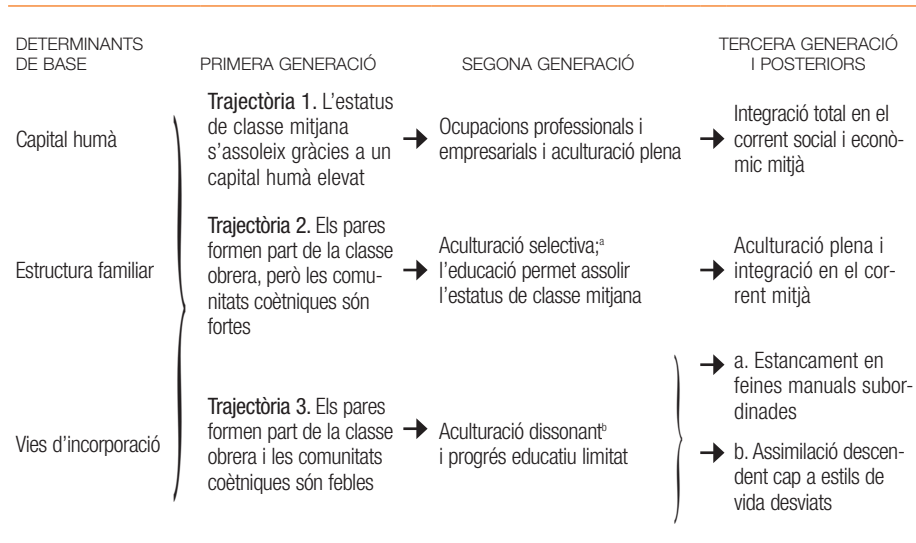 DETERMINANTS
DE BASE
PRIMERA GENERACIÓ
SEGONA GENERACIÓ
TERCERA GENERACIÓ
I POSTERIORS
Capital humà
Trajectòria 1. L'estatus
de classe mitjana
s'assoleix gràcies a un
capital humà elevat
Ocupacions professionals i
empresarials i aculturació plena
Integració total en el
corrent social i econò-
mic mitjà
Estructura familiar
Trajectòria 2. Els pares
formen part de la classe
obrera, però les comu-
nitats coètniques són
fortes
Aculturació selectiva;ᵃ
l'educació permet assolir
l'estatus de classe mitjana
Aculturació plena i
integració en el cor-
rent mitjà
Vies d'incorporació
Trajectòria 3. Els pares
formen part de la classe
obrera i les comunitats
coètniques són febles
Aculturació dissonantᵇ
i progrés educatiu limitat
a. Estancament en
feines manuals subor-
dinades
b. Assimilació descen-
dent cap a estils de
vida desviats